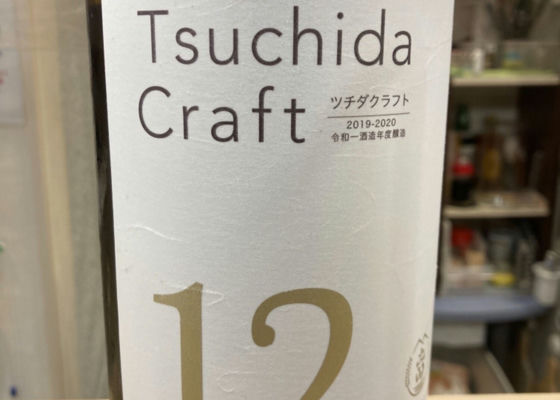 Tsuchida
Craft
ツチダクラフト
2019-2020
令和一酒造年度醸造
12